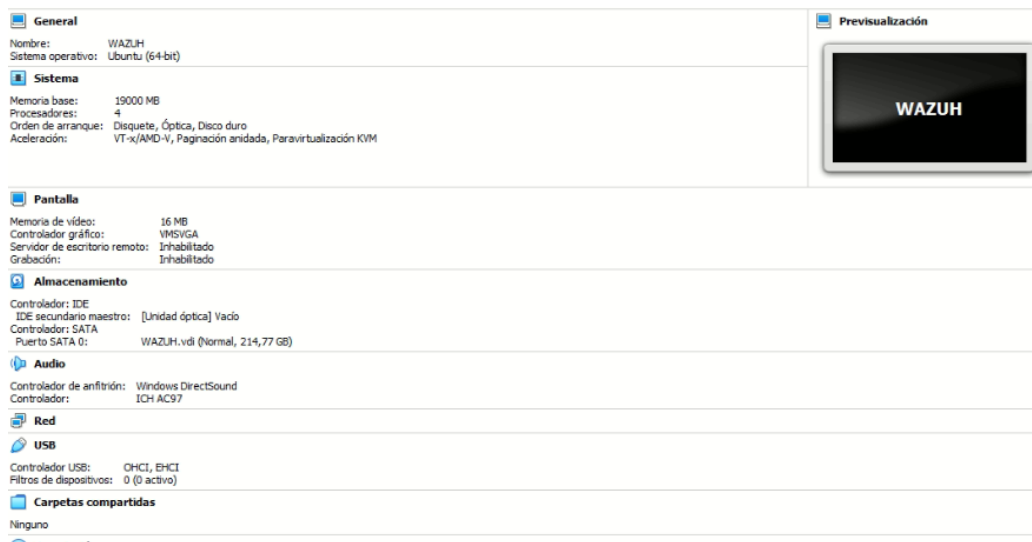 General
Nombre: WAZUH
Sistema operativo: Ubuntu (64-bit)
Sistema
Memoria base: 19000 MB
Procesadores: 4
Orden de arranque: Disquete, Óptica, Disco duro
Aceleración: VT-x/AMD-V, Paginación anidada, Paravirtualización KVM
Previsualización
WAZUH
Pantalla
Memoria de vídeo: 16 MB
Controlador gráfico: VMSVGA
Servidor de escritorio remoto: Inhabilitado
Grabación: Inhabilitado
Almacenamiento
Controlador: IDE
IDE secundario maestro: [Unidad óptica] Vacío
Controlador: SATA
Puerto SATA 0: WAZUH.vdi (Normal, 214,77 GB)
Audio
Controlador de anfitrión: Windows DirectSound
Controlador: ICH AC97
Red
USB
Controlador USB: OHCI, EHCI
Filtros de dispositivos: 0 (0 activo)
Carpetas compartidas
Ninguno